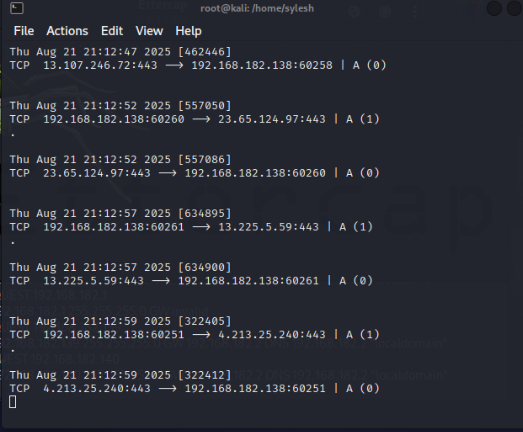 root@kali: /home/sylesh
File Actions Edit View Help
Thu Aug 21 21:12:47 2025 [462446]
TCP 13.107.246.72:443 --> 192.168.182.138:60258 | A (0)
Thu Aug 21 21:12:52 2025 [557050]
TCP 192.168.182.138:60260 --> 23.65.124.97:443 | A (1)
.
Thu Aug 21 21:12:52 2025 [557086]
TCP 23.65.124.97:443 --> 192.168.182.138:60260 | A (0)
Thu Aug 21 21:12:57 2025 [634895]
TCP 192.168.182.138:60261 --> 13.225.5.59:443 | A (1)
.
Thu Aug 21 21:12:57 2025 [634900]
TCP 13.225.5.59:443 --> 192.168.182.138:60261 | A (0)
Thu Aug 21 21:12:59 2025 [322405]
TCP 192.168.182.138:60251 --> 4.213.25.240:443 | A (1)
.
Thu Aug 21 21:12:59 2025 [322412]
TCP 4.213.25.240:443 --> 192.168.182.138:60251 | A (0)